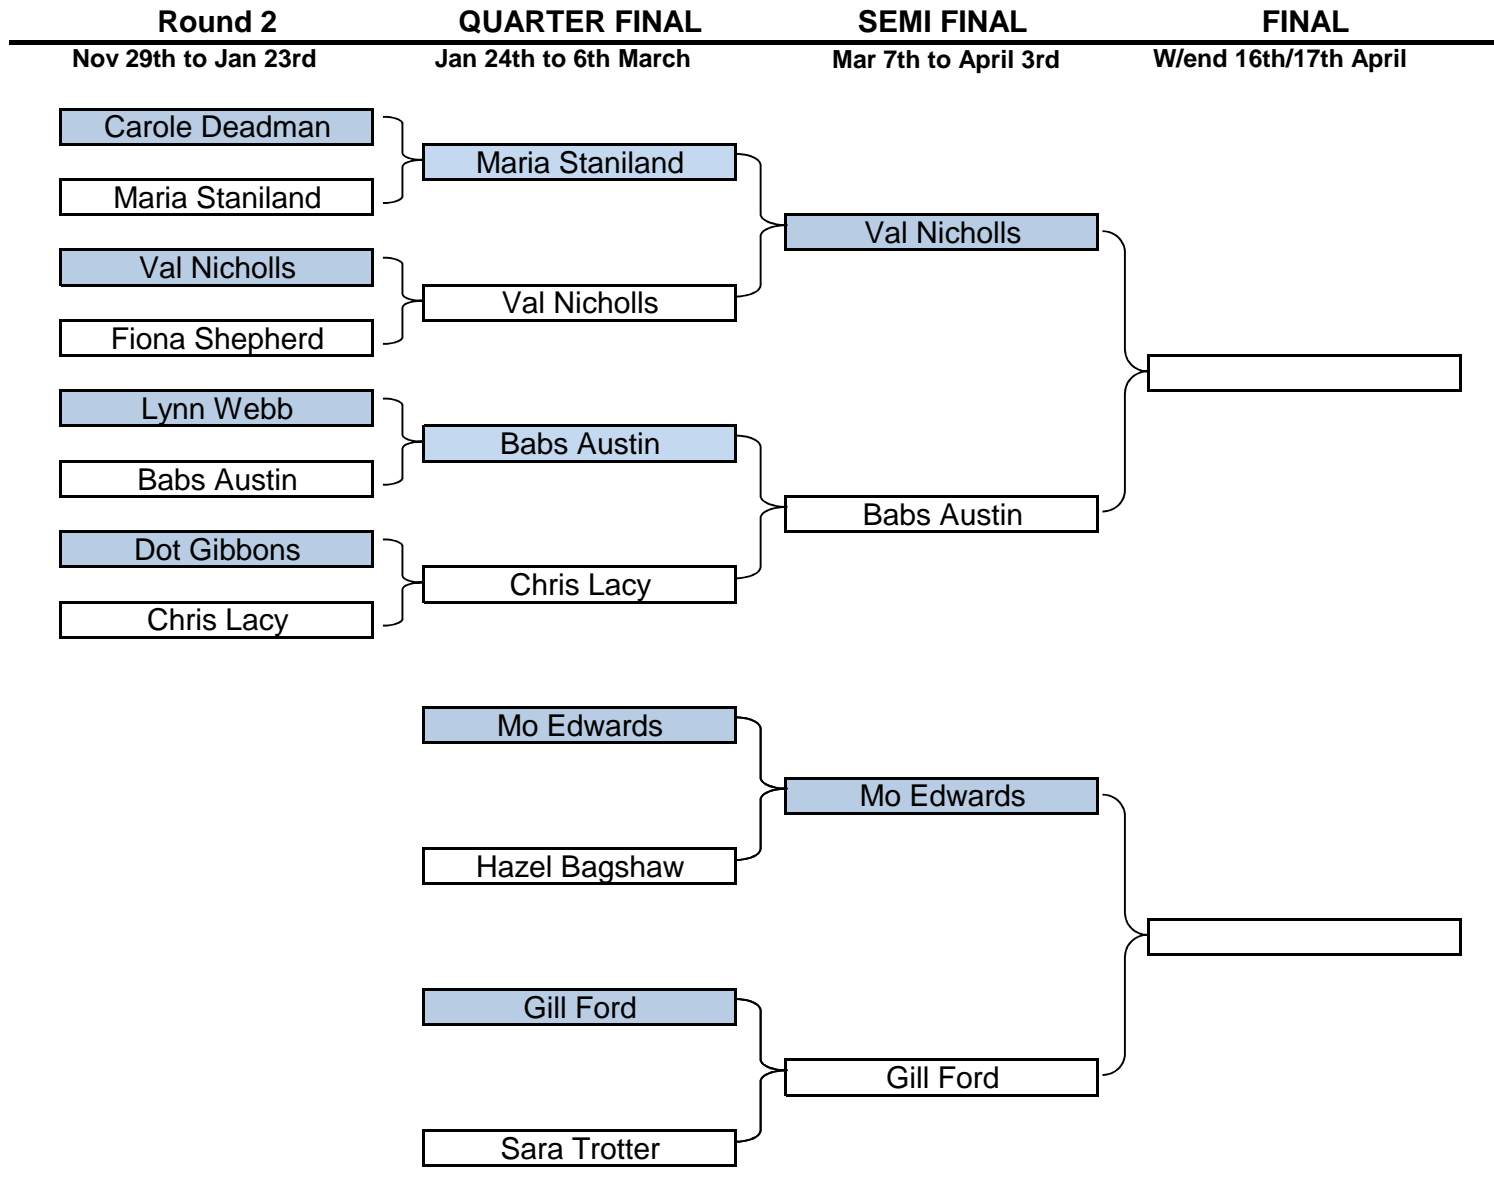 Round 2
QUARTER FINAL
SEMI FINAL
FINAL
Nov 29th to Jan 23rd
Jan 24th to 6th March
Mar 7th to April 3rd
W/end 16th/17th April
Carole Deadman
Maria Staniland
Val Nicholls
Fiona Shepherd
Lynn Webb
Babs Austin
Dot Gibbons
Chris Lacy
Maria Staniland
Val Nicholls
Babs Austin
Chris Lacy
Mo Edwards
Hazel Bagshaw
Gill Ford
Sara Trotter
Val Nicholls
Babs Austin
Mo Edwards
Gill Ford